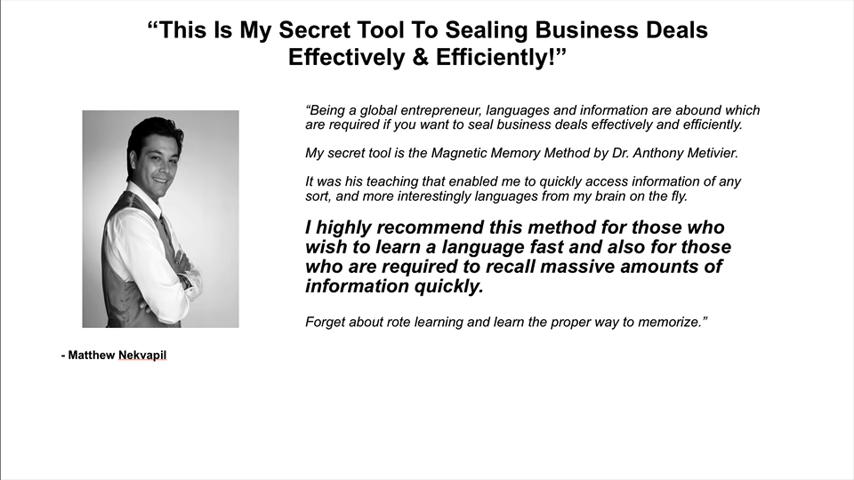 “This Is My Secret Tool To Sealing Business Deals
Effectively & Efficiently!”
“Being a global entrepreneur, languages and information are abound which
are required if you want to seal business deals effectively and efficiently.
My secret tool is the Magnetic Memory Method by Dr. Anthony Metivier.
It was his teaching that enabled me to quickly access information of any
sort, and more interestingly languages from my brain on the fly.
I highly recommend this method for those who
wish to learn a language fast and also for those
who are required to recall massive amounts of
information quickly.
Forget about rote learning and learn the proper way to memorize.”
- Matthew Nekvapil